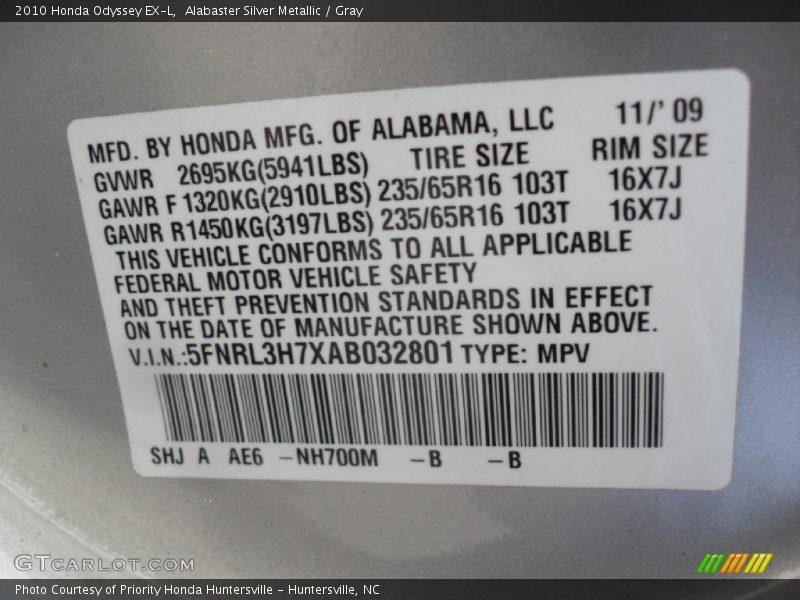 2010 Honda Odyssey EX-L,  Alabaster Silver Metallic / Gray
MFD. BY HONDA MFG. OF ALABAMA, LLC 11/' 09
GVWR 2695KG(5941LBS) TIRE SIZE RIM SIZE
GAWR F 1320KG(2910LBS) 235/65R16 103T 16X7J
GAWR R1450KG(3197LBS) 235/65R16 103T 16X7J
THIS VEHICLE CONFORMS TO ALL APPLICABLE
FEDERAL MOTOR VEHICLE SAFETY
AND THEFT PREVENTION STANDARDS IN EFFECT
ON THE DATE OF MANUFACTURE SHOWN ABOVE.
V.I.N.:5FNRL3H7XAB032801 TYPE: MPV
SHJ A AE6 -NH700M -B -B
GTCARLOT.COM
Photo Courtesy of Priority Honda Huntersville - Huntersville, NC